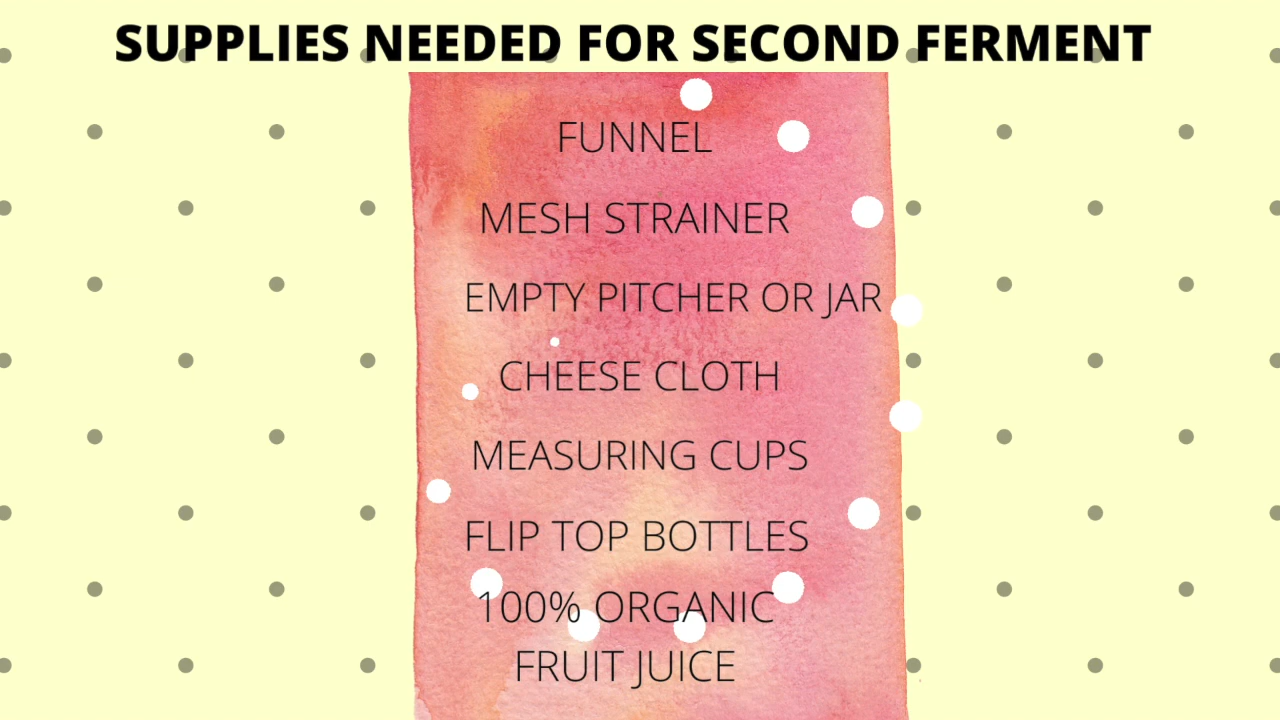 SUPPLIES NEEDED FOR SECOND FERMENT
FUNNEL
MESH STRAINER
EMPTY PITCHER OR JAR
CHEESE CLOTH
MEASURING CUPS
FLIP TOP BOTTLES
100% ORGANIC
FRUIT JUICE